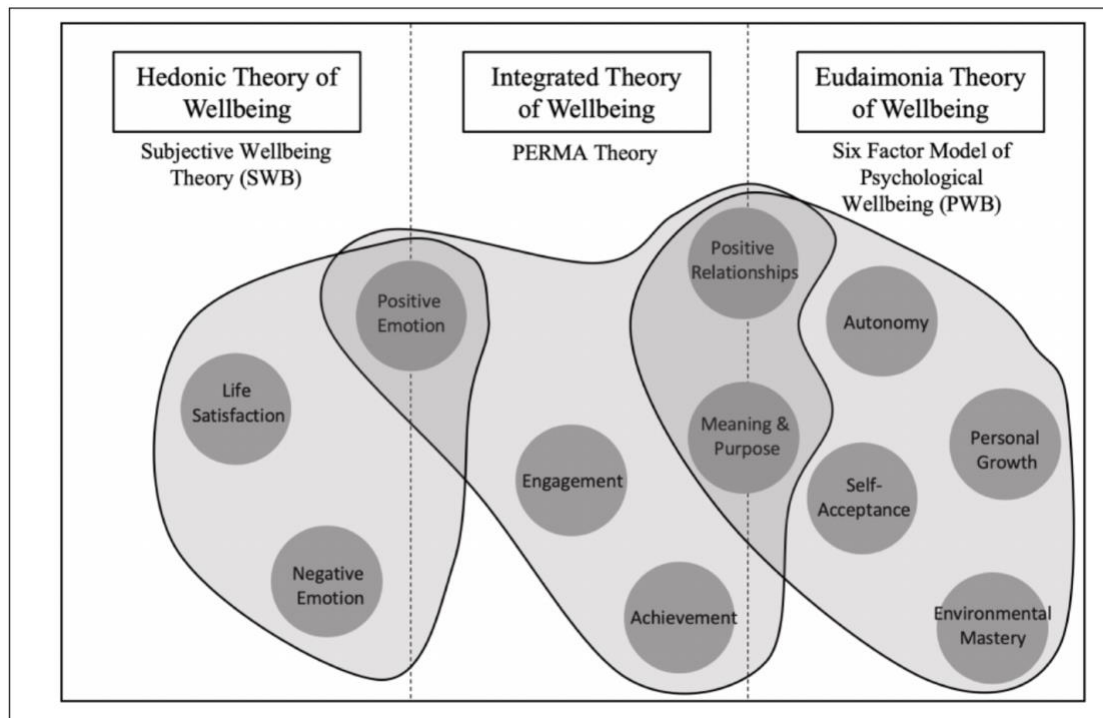 Hedonic Theory of
Wellbeing
Subjective Wellbeing
Theory (SWB)
Integrated Theory
of Wellbeing
PERMA Theory
Eudaimonia Theory
of Wellbeing
Six Factor Model of
Psychological
Wellbeing (PWB)
Positive
Emotion
Life
Satisfaction
Negative
Emotion
Engagement
Achievement
Positive
Relationships
Meaning &
Purpose
Autonomy
Self-
Acceptance
Personal
Growth
Environmental
Mastery